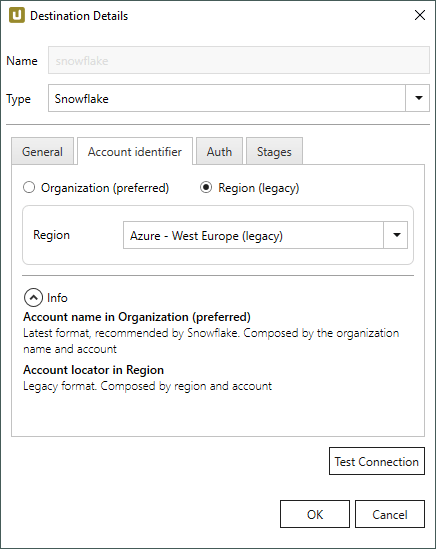 Destination Details
Name
snowflake
Type
Snowflake
General
Account identifier
Auth
Stages
Organization (preferred)
Region (legacy)
Region
Azure - West Europe (legacy)
Info
Account name in Organization (preferred)
Latest format, recommended by Snowflake. Composed by the organization
name and account
Account locator in Region
Legacy format. Composed by region and account
Test Connection
OK
Cancel